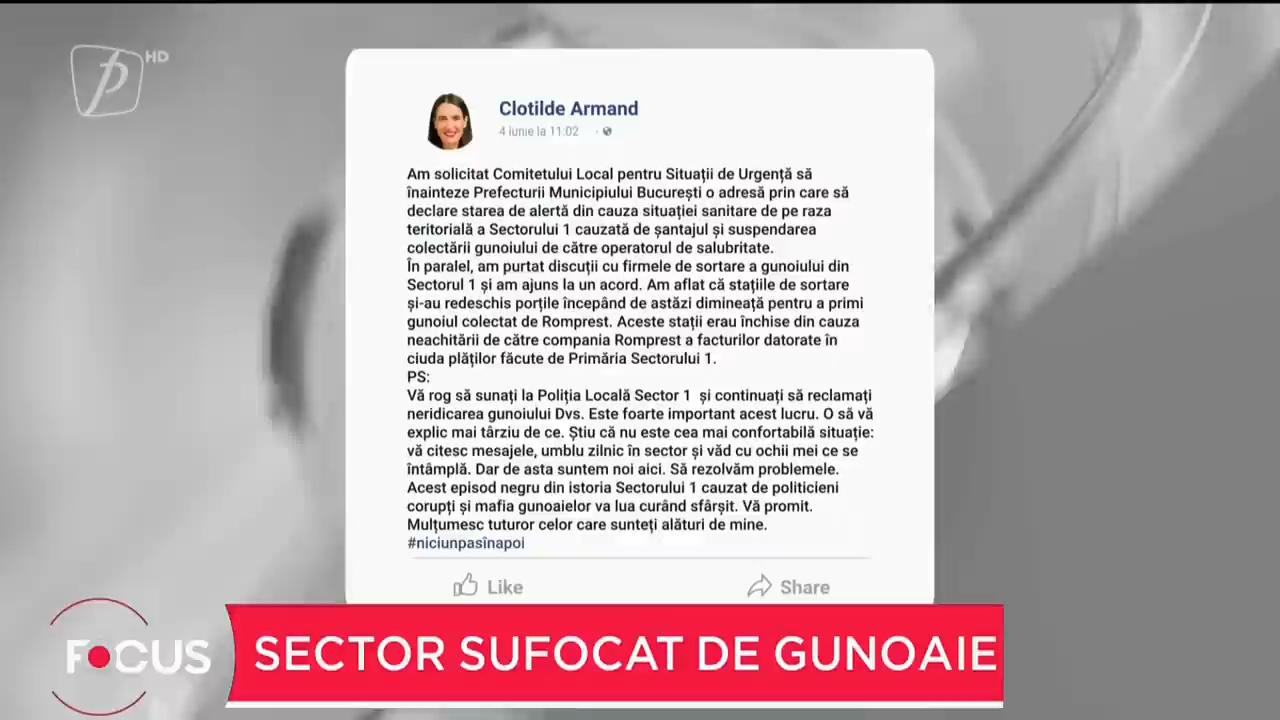 HD
Clotilde Armand
4 iunie la 11:02
Am solicitat Comitetului Local pentru Situații de Urgență să
înainteze Prefecturii Municipiului București o adresă prin care să
declare starea de alertă din cauza situației sanitare de pe raza
teritorială a Sectorului 1 cauzată de șantajul și suspendarea
colectării gunoiului de către operatorul de salubritate.
În paralel, am purtat discuții cu firmele de sortare a gunoiului din
Sectorul 1 și am ajuns la un acord. Am aflat că stațiile de sortare
și-au redeschis porțile începând de astăzi dimineață pentru a primi
gunoiul colectat de Romprest. Aceste stații erau închise din cauza
neachitării de către compania Romprest a facturilor datorate în
ciuda plăților făcute de Primăria Sectorului 1.
PS:
Vă rog să sunați la Poliția Locală Sector 1 și continuați să reclamați
neridicarea gunoiului Dvs. Este foarte important acest lucru. O să vă
explic mai târziu de ce. Știu că nu este cea mai confortabilă situație:
vă citesc mesajele, umblu zilnic în sector și văd cu ochii mei ce se
întâmplă. Dar de asta suntem noi aici. Să rezolvăm problemele.
Acest episod negru din istoria Sectorului 1 cauzat de politicieni
corupți și mafia gunoaielor va lua curând sfârșit. Vă promit.
Mulțumesc tuturor celor care sunteți alături de mine.
#niciunpasînapoi
Like Share
FOCUS
SECTOR SUFOCAT DE GUNOAIE